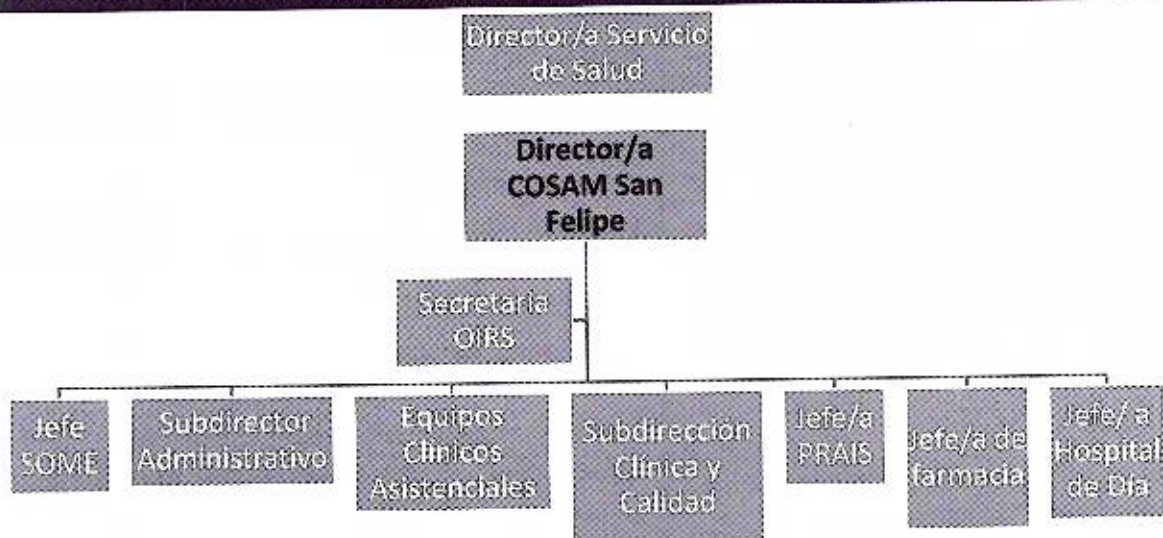 Director/a Servicio
de Salud
Director/a
COSAM San
Felipe
Secretaria
OIRS
Jefe
SOME
Subdirector
Administrativo
Equipos
Clínicos
Asistenciales
Subdirección
Clínica y
Calidad
Jefe/a
PRAIS
Jefe/a de
farmacia
Jefe/ a
Hospital
de Día